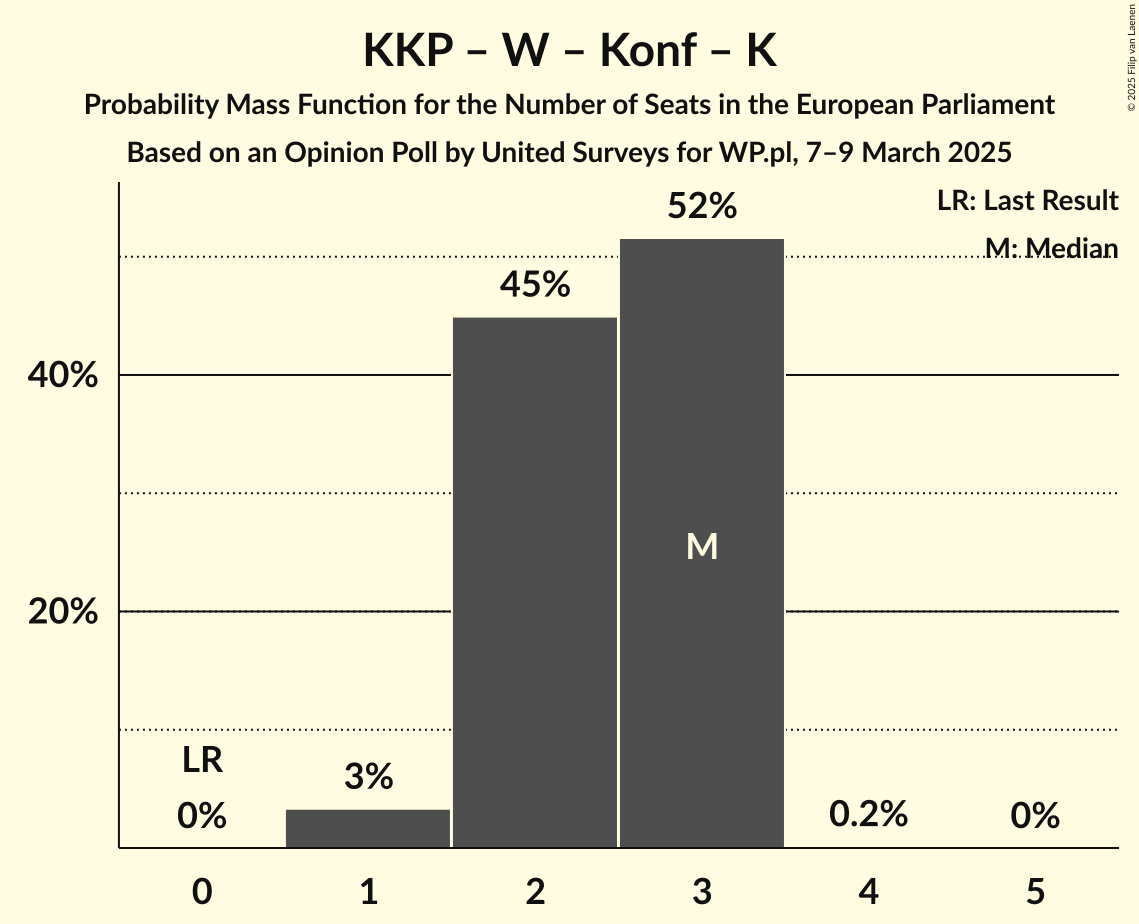 KKP – W – Konf – K
Probability Mass Function for the Number of Seats in the European Parliament
Based on an Opinion Poll by United Surveys for WP.pl, 7–9 March 2025
© 2025 Filip van Laenen
LR: Last Result
M: Median
52%
45%
40%
M
20%
LR
3%
0%
0.2%
0%
0 1 2 3 4 5